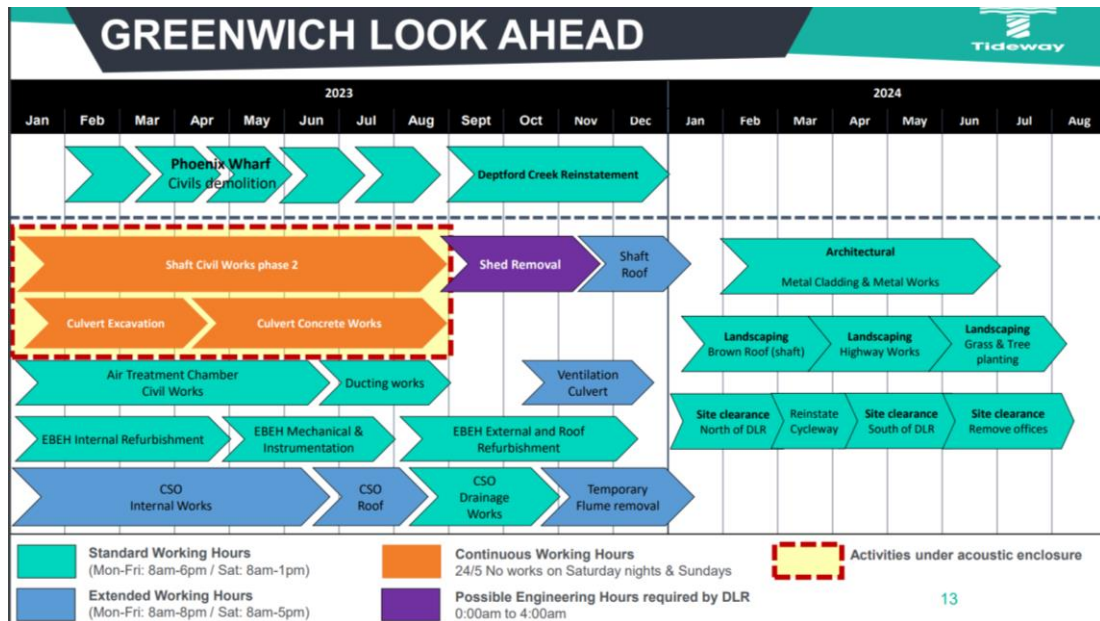 GREENWICH LOOK AHEAD
Tideway
2023
2024
Jan Feb Mar Apr May Jun Jul Aug Sept Oct Nov Dec Jan Feb Mar Apr May Jun Jul Aug
Phoenix Wharf
Civils demolition
Deptford Creek Reinstatement
Shaft Civil Works phase 2
Shed Removal
Shaft
Roof
Architectural
Metal Cladding & Metal Works
Culvert Excavation
Culvert Concrete Works
Landscaping
Brown Roof (shaft)
Landscaping
Highway Works
Landscaping
Grass & Tree
planting
Air Treatment Chamber
Civil Works
Ducting works
Ventilation
Culvert
EBEH Internal Refurbishment
EBEH Mechanical &
Instrumentation
EBEH External and Roof
Refurbishment
Site clearance
North of DLR
Reinstate
Cycleway
Site clearance
South of DLR
Site clearance
Remove offices
CSO
Internal Works
CSO
Roof
CSO
Drainage
Works
Temporary
Flume removal
Standard Working Hours
(Mon-Fri: 8am-6pm / Sat: 8am-1pm)
Continuous Working Hours
24/5 No works on Saturday nights & Sundays
Activities under acoustic enclosure
Extended Working Hours
(Mon-Fri: 8am-8pm / Sat: 8am-5pm)
Possible Engineering Hours required by DLR
0:00am to 4:00am
13